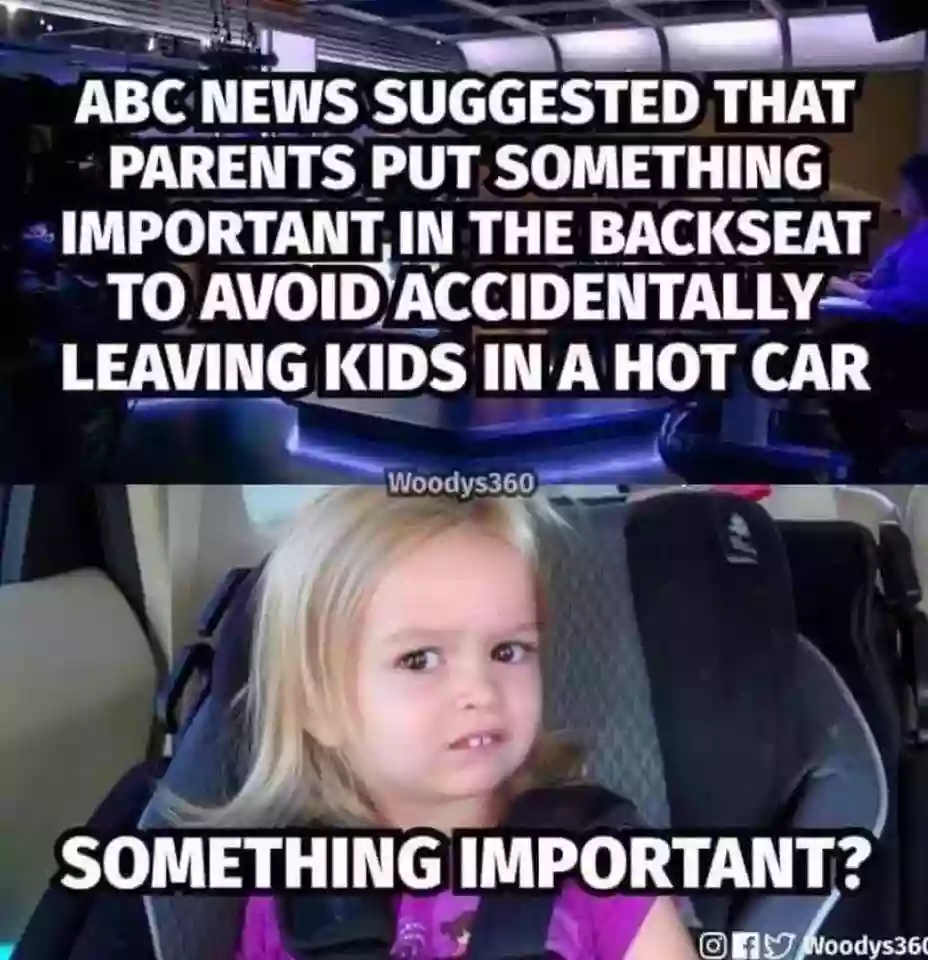 ABC NEWS SUGGESTED THAT
PARENTS PUT SOMETHING
IMPORTANT IN THE BACKSEAT
TO AVOID ACCIDENTALLY
LEAVING KIDS IN A HOT CAR
Woodys360
SOMETHING IMPORTANT?
Woodys360